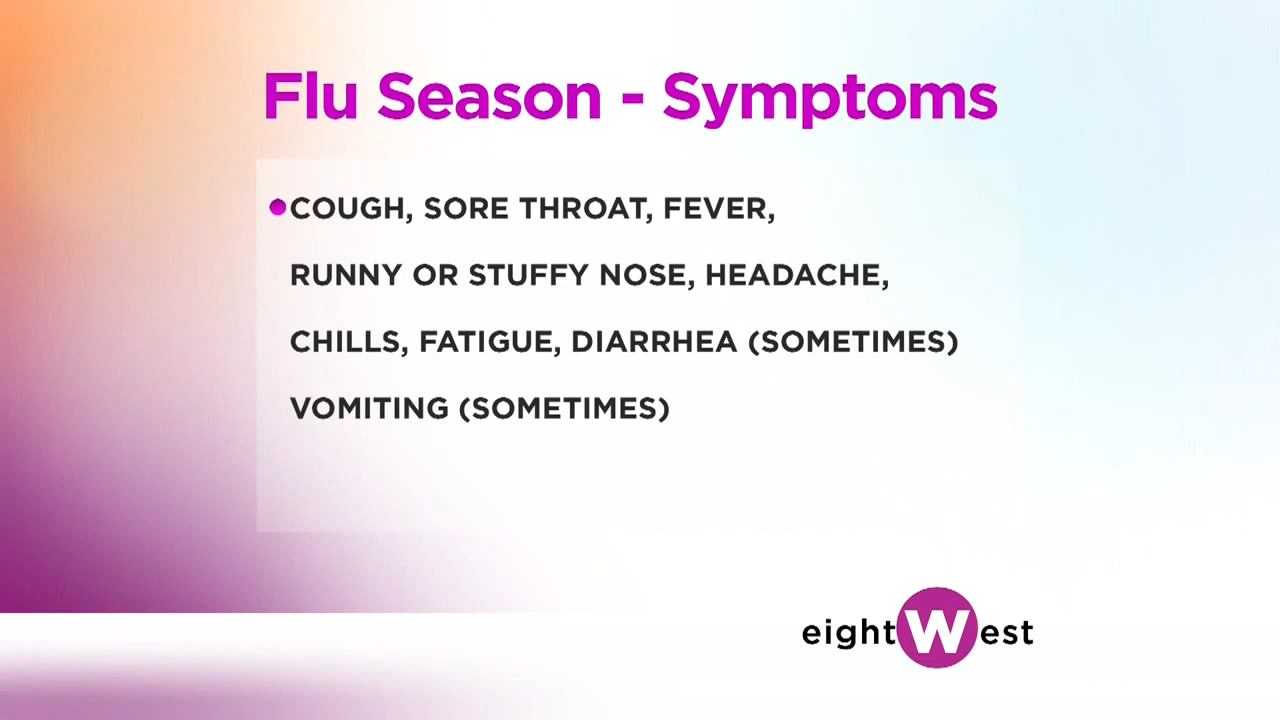 Flu Season - Symptoms
COUGH, SORE THROAT, FEVER,
RUNNY OR STUFFY NOSE, HEADACHE,
CHILLS, FATIGUE, DIARRHEA (SOMETIMES)
VOMITING (SOMETIMES)
eightWest